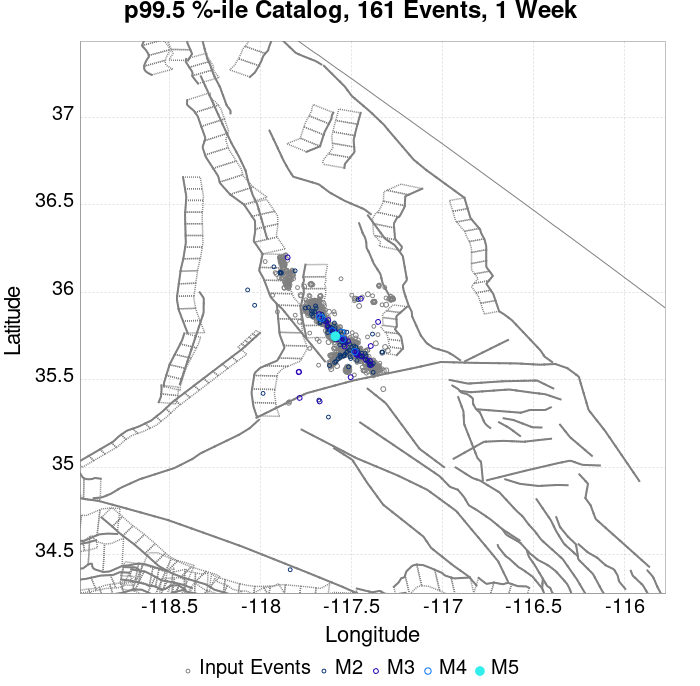 p99.5 %-ile Catalog, 161 Events, 1 Week
37
36.5
36
35.5
35
34.5
Latitude
-118.5 -118 -117.5 -117 -116.5 -116
Longitude
Input Events M2 M3 M4 M5